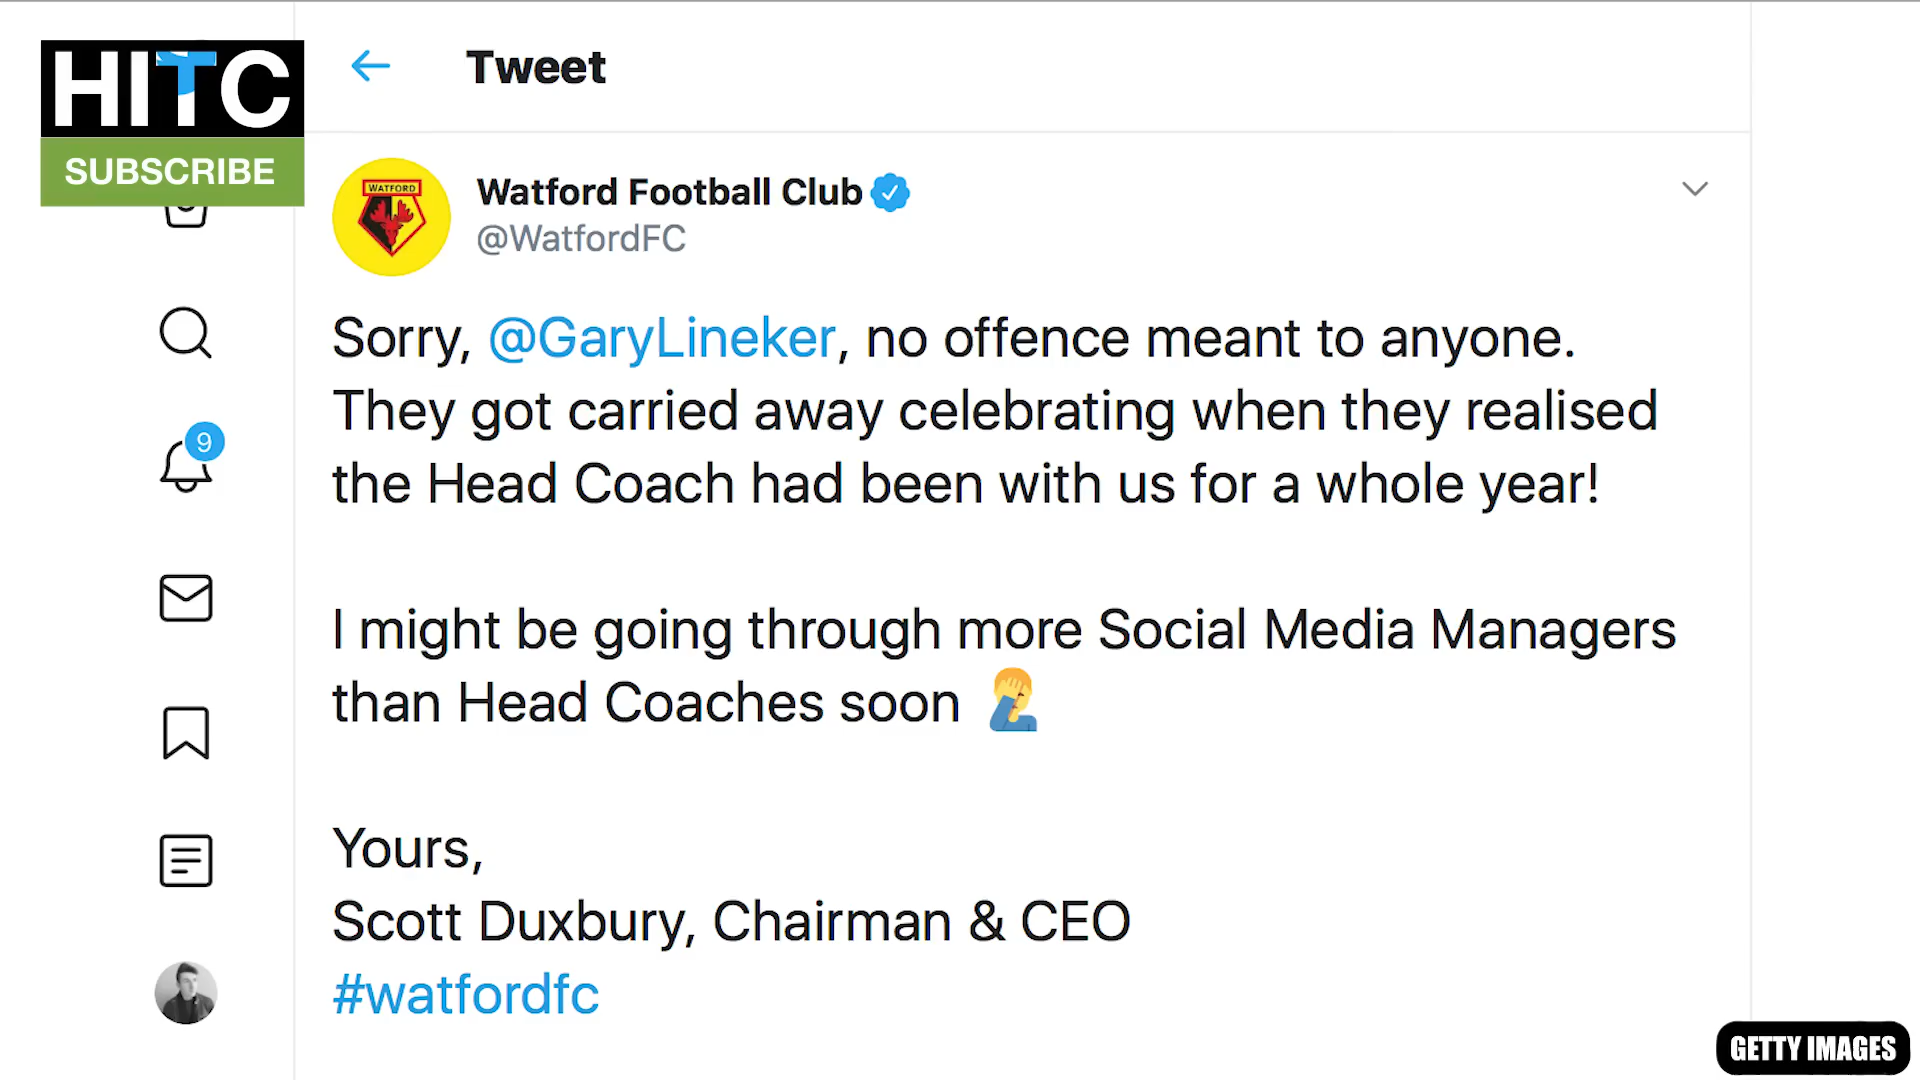 HITC
SUBSCRIBE
Tweet
WATFORD
Watford Football Club
@WatfordFC
9
Sorry, @GaryLineker, no offence meant to anyone.
They got carried away celebrating when they realised
the Head Coach had been with us for a whole year!
I might be going through more Social Media Managers
than Head Coaches soon 🤦‍♂️
Yours,
Scott Duxbury, Chairman & CEO
#watfordfc
GETTY IMAGES